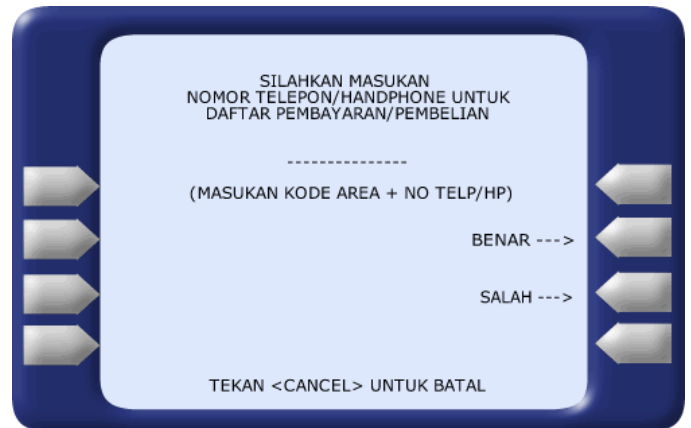 SILAHKAN MASUKAN
NOMOR TELEPON/HANDPHONE UNTUK
DAFTAR PEMBAYARAN/PEMBELIAN
---------------
(MASUKAN KODE AREA + NO TELP/HP)
BENAR --->
SALAH --->
TEKAN <CANCEL> UNTUK BATAL